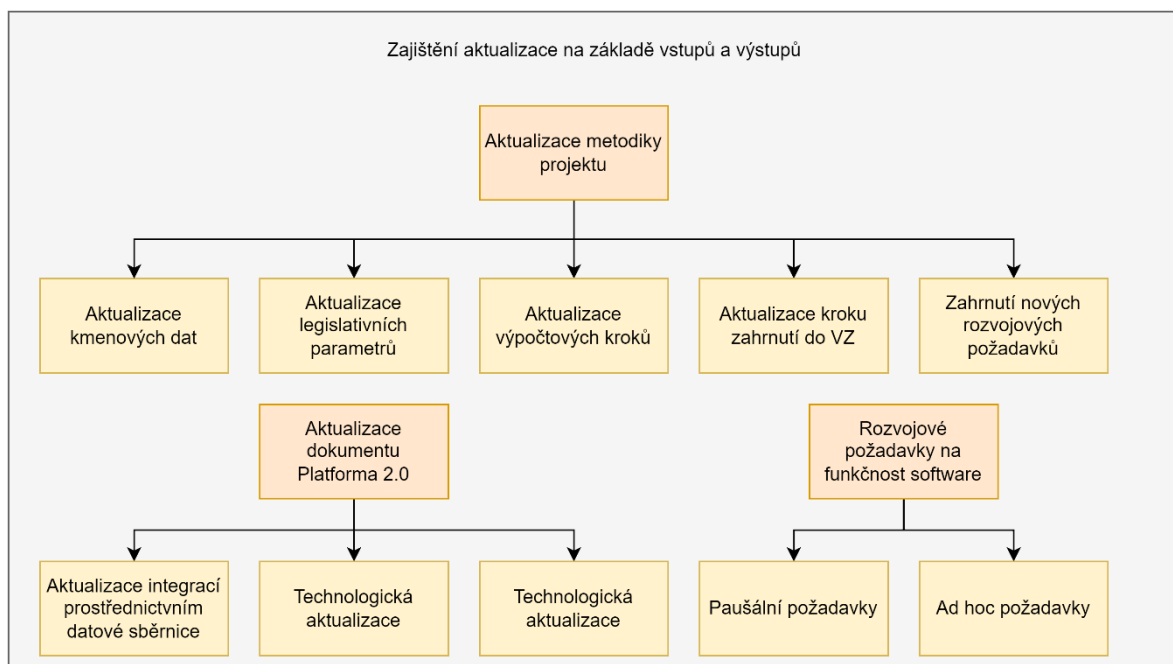 Zajištění aktualizace na základě vstupů a výstupů
Aktualizace metodiky
projektu
Aktualizace
kmenových dat
Aktualizace
legislativních
parametrů
Aktualizace
výpočtových kroků
Aktualizace kroku
zahrnutí do VZ
Zahrnutí nových
rozvojových
požadavků
Aktualizace
dokumentu
Platforma 2.0
Rozvojové
požadavky na
funkčnost software
Aktualizace integrací
prostřednictvním
datové sběrnice
Technologická
aktualizace
Technologická
aktualizace
Paušální požadavky
Ad hoc požadavky